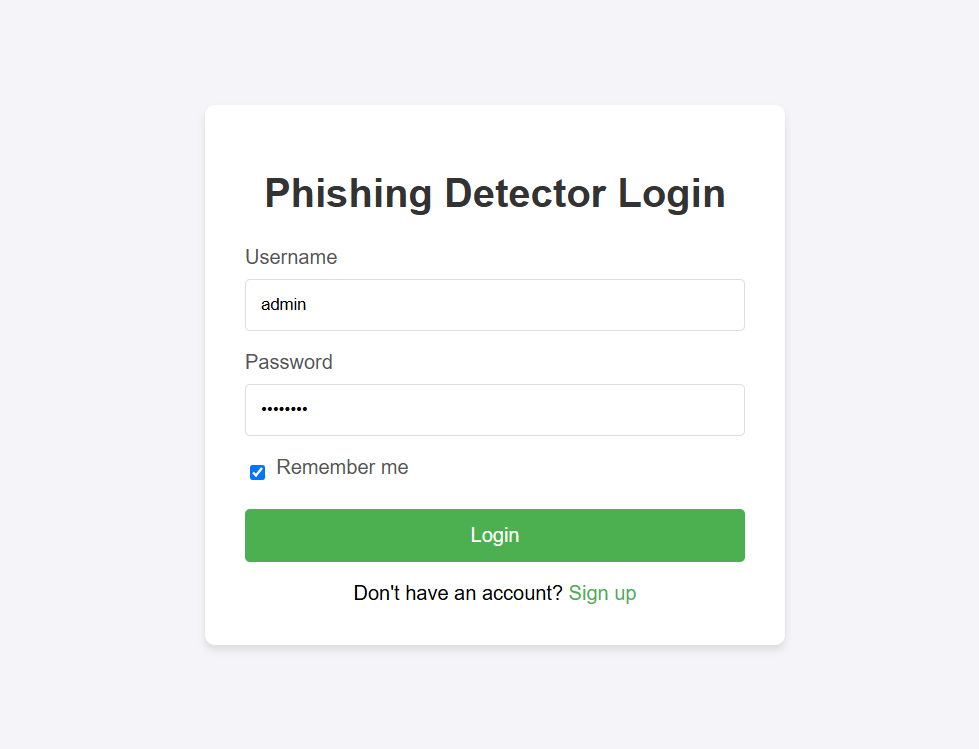 Phishing Detector Login
Username
admin
Password
••••••••
Remember me
Login
Don't have an account? Sign up